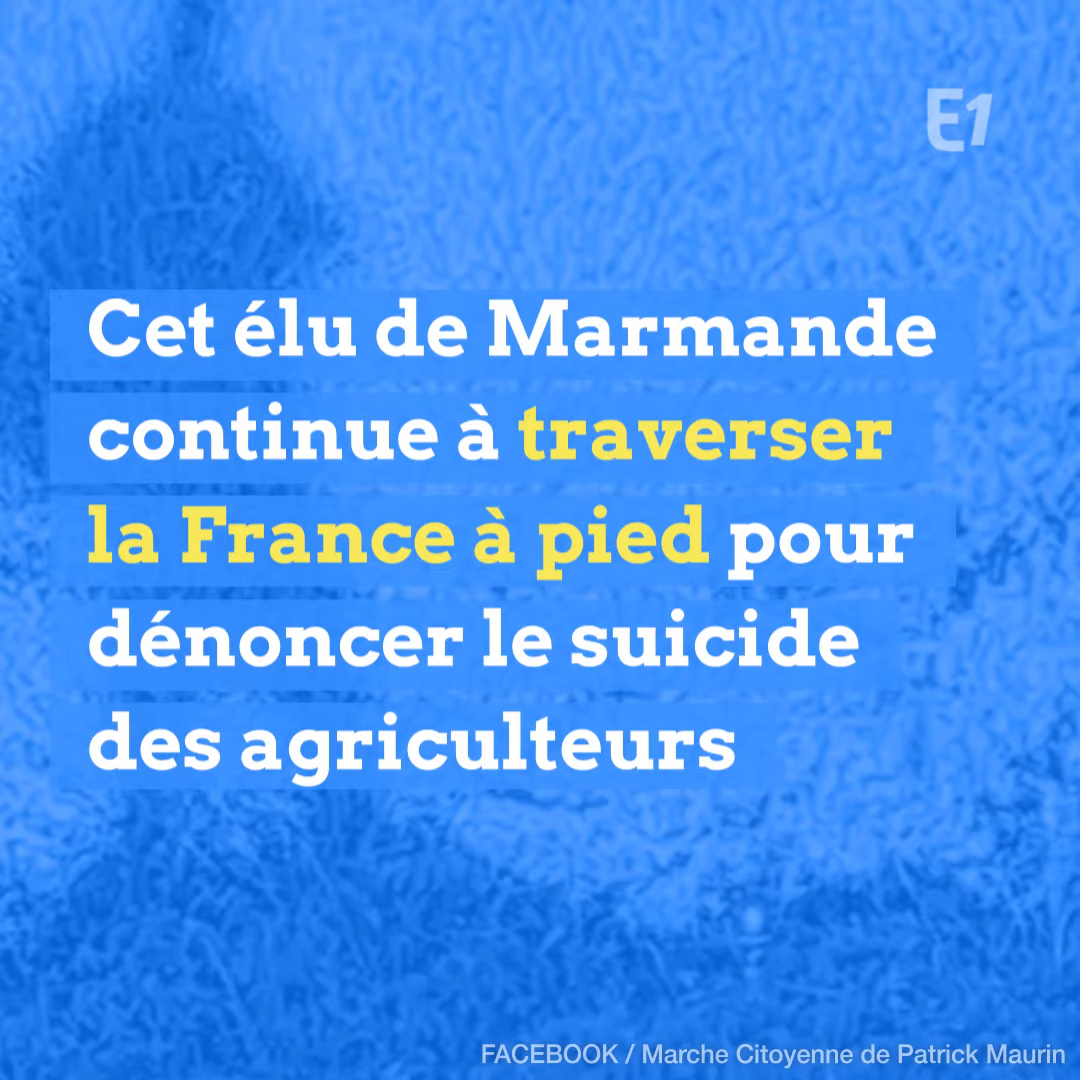 E1
Cet élu de Marmande
continue à traverser
la France à pied pour
dénoncer le suicide
des agriculteurs
FACEBOOK / Marche Citoyenne de Patrick Maurin